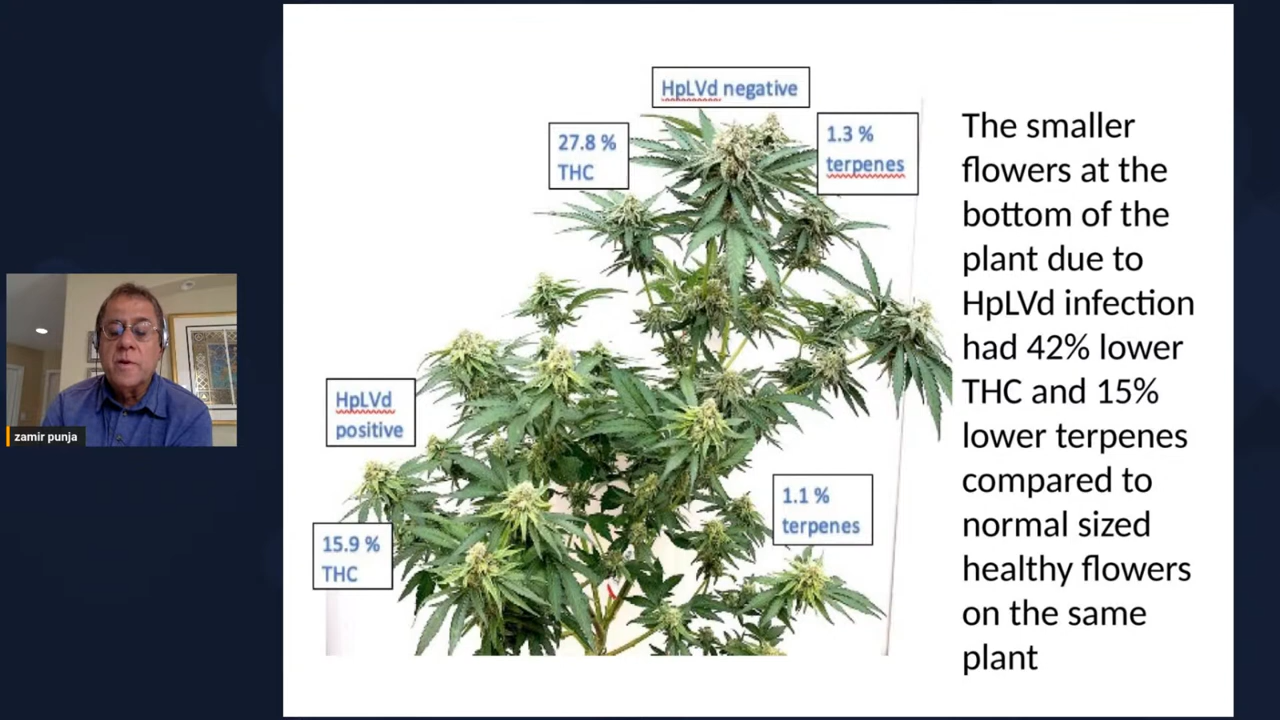 HpLVd negative
27.8 %
THC
1.3 %
terpenes
HpLVd
positive
15.9 %
THC
1.1 %
terpenes
The smaller
flowers at the
bottom of the
plant due to
HpLVd infection
had 42% lower
THC and 15%
lower terpenes
compared to
normal sized
healthy flowers
on the same
plant
zamir punja